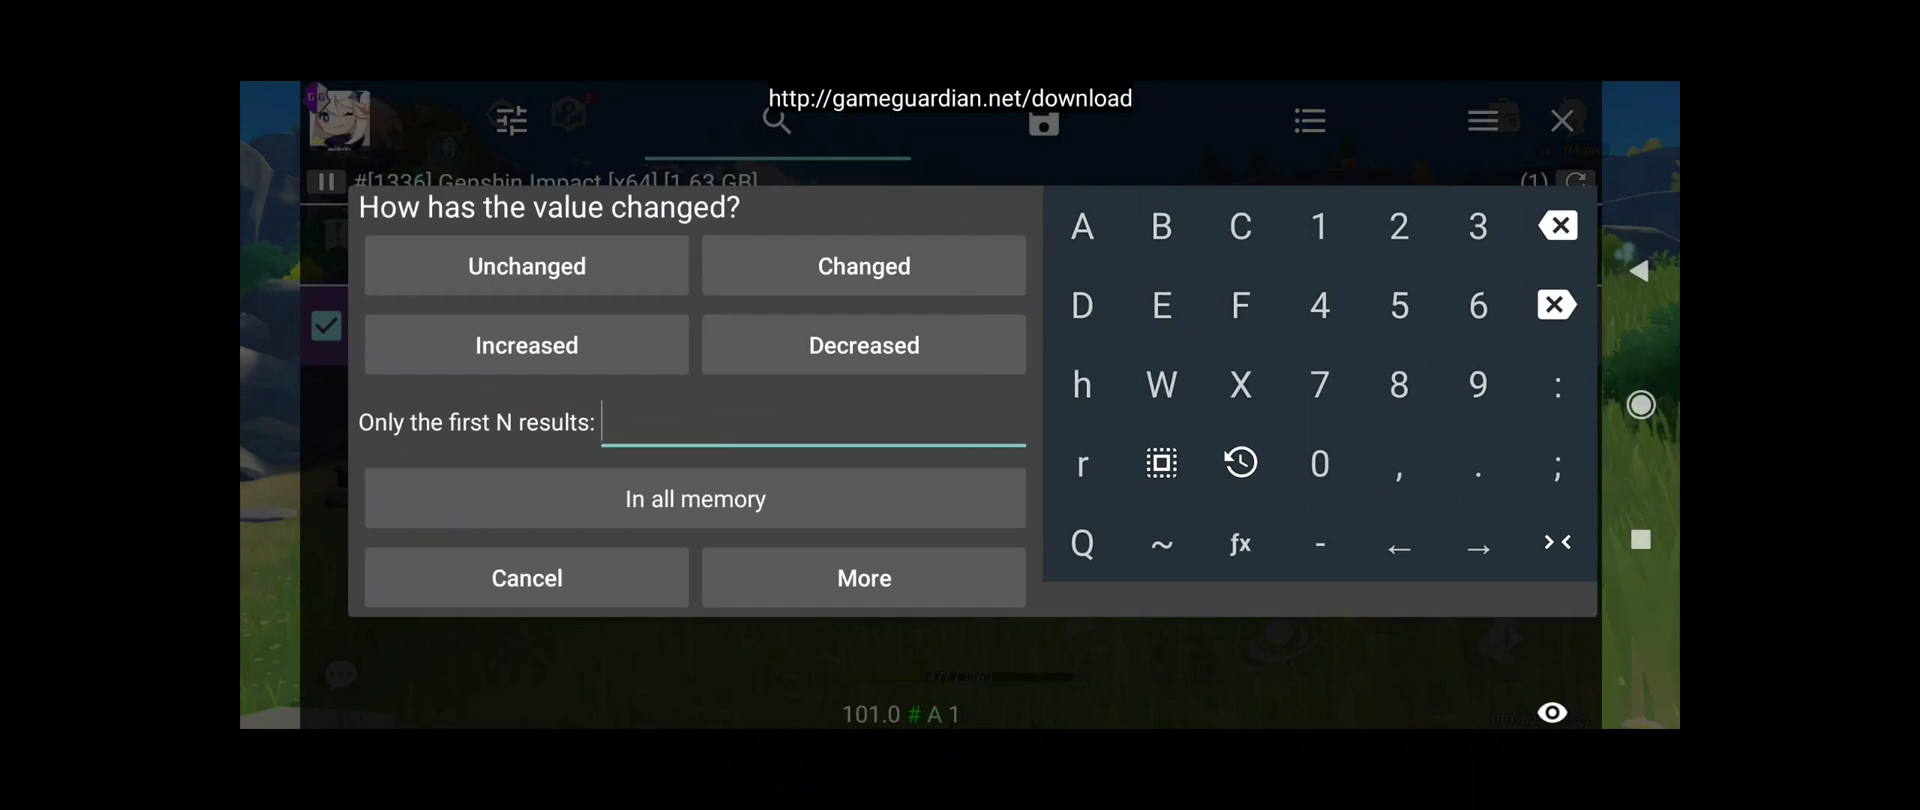 http://gameguardian.net/download
#[1336] Genshin Impact [x64] [1.63 GB]
(1)
How has the value changed?
Unchanged
Changed
Increased
Decreased
Only the first N results:
In all memory
Cancel
More
A B C 1 2 3
D E F 4 5 6
h W X 7 8 9 :
r 0 , . ;
Q ~ ƒx - ← → ><
101.0 # A 1